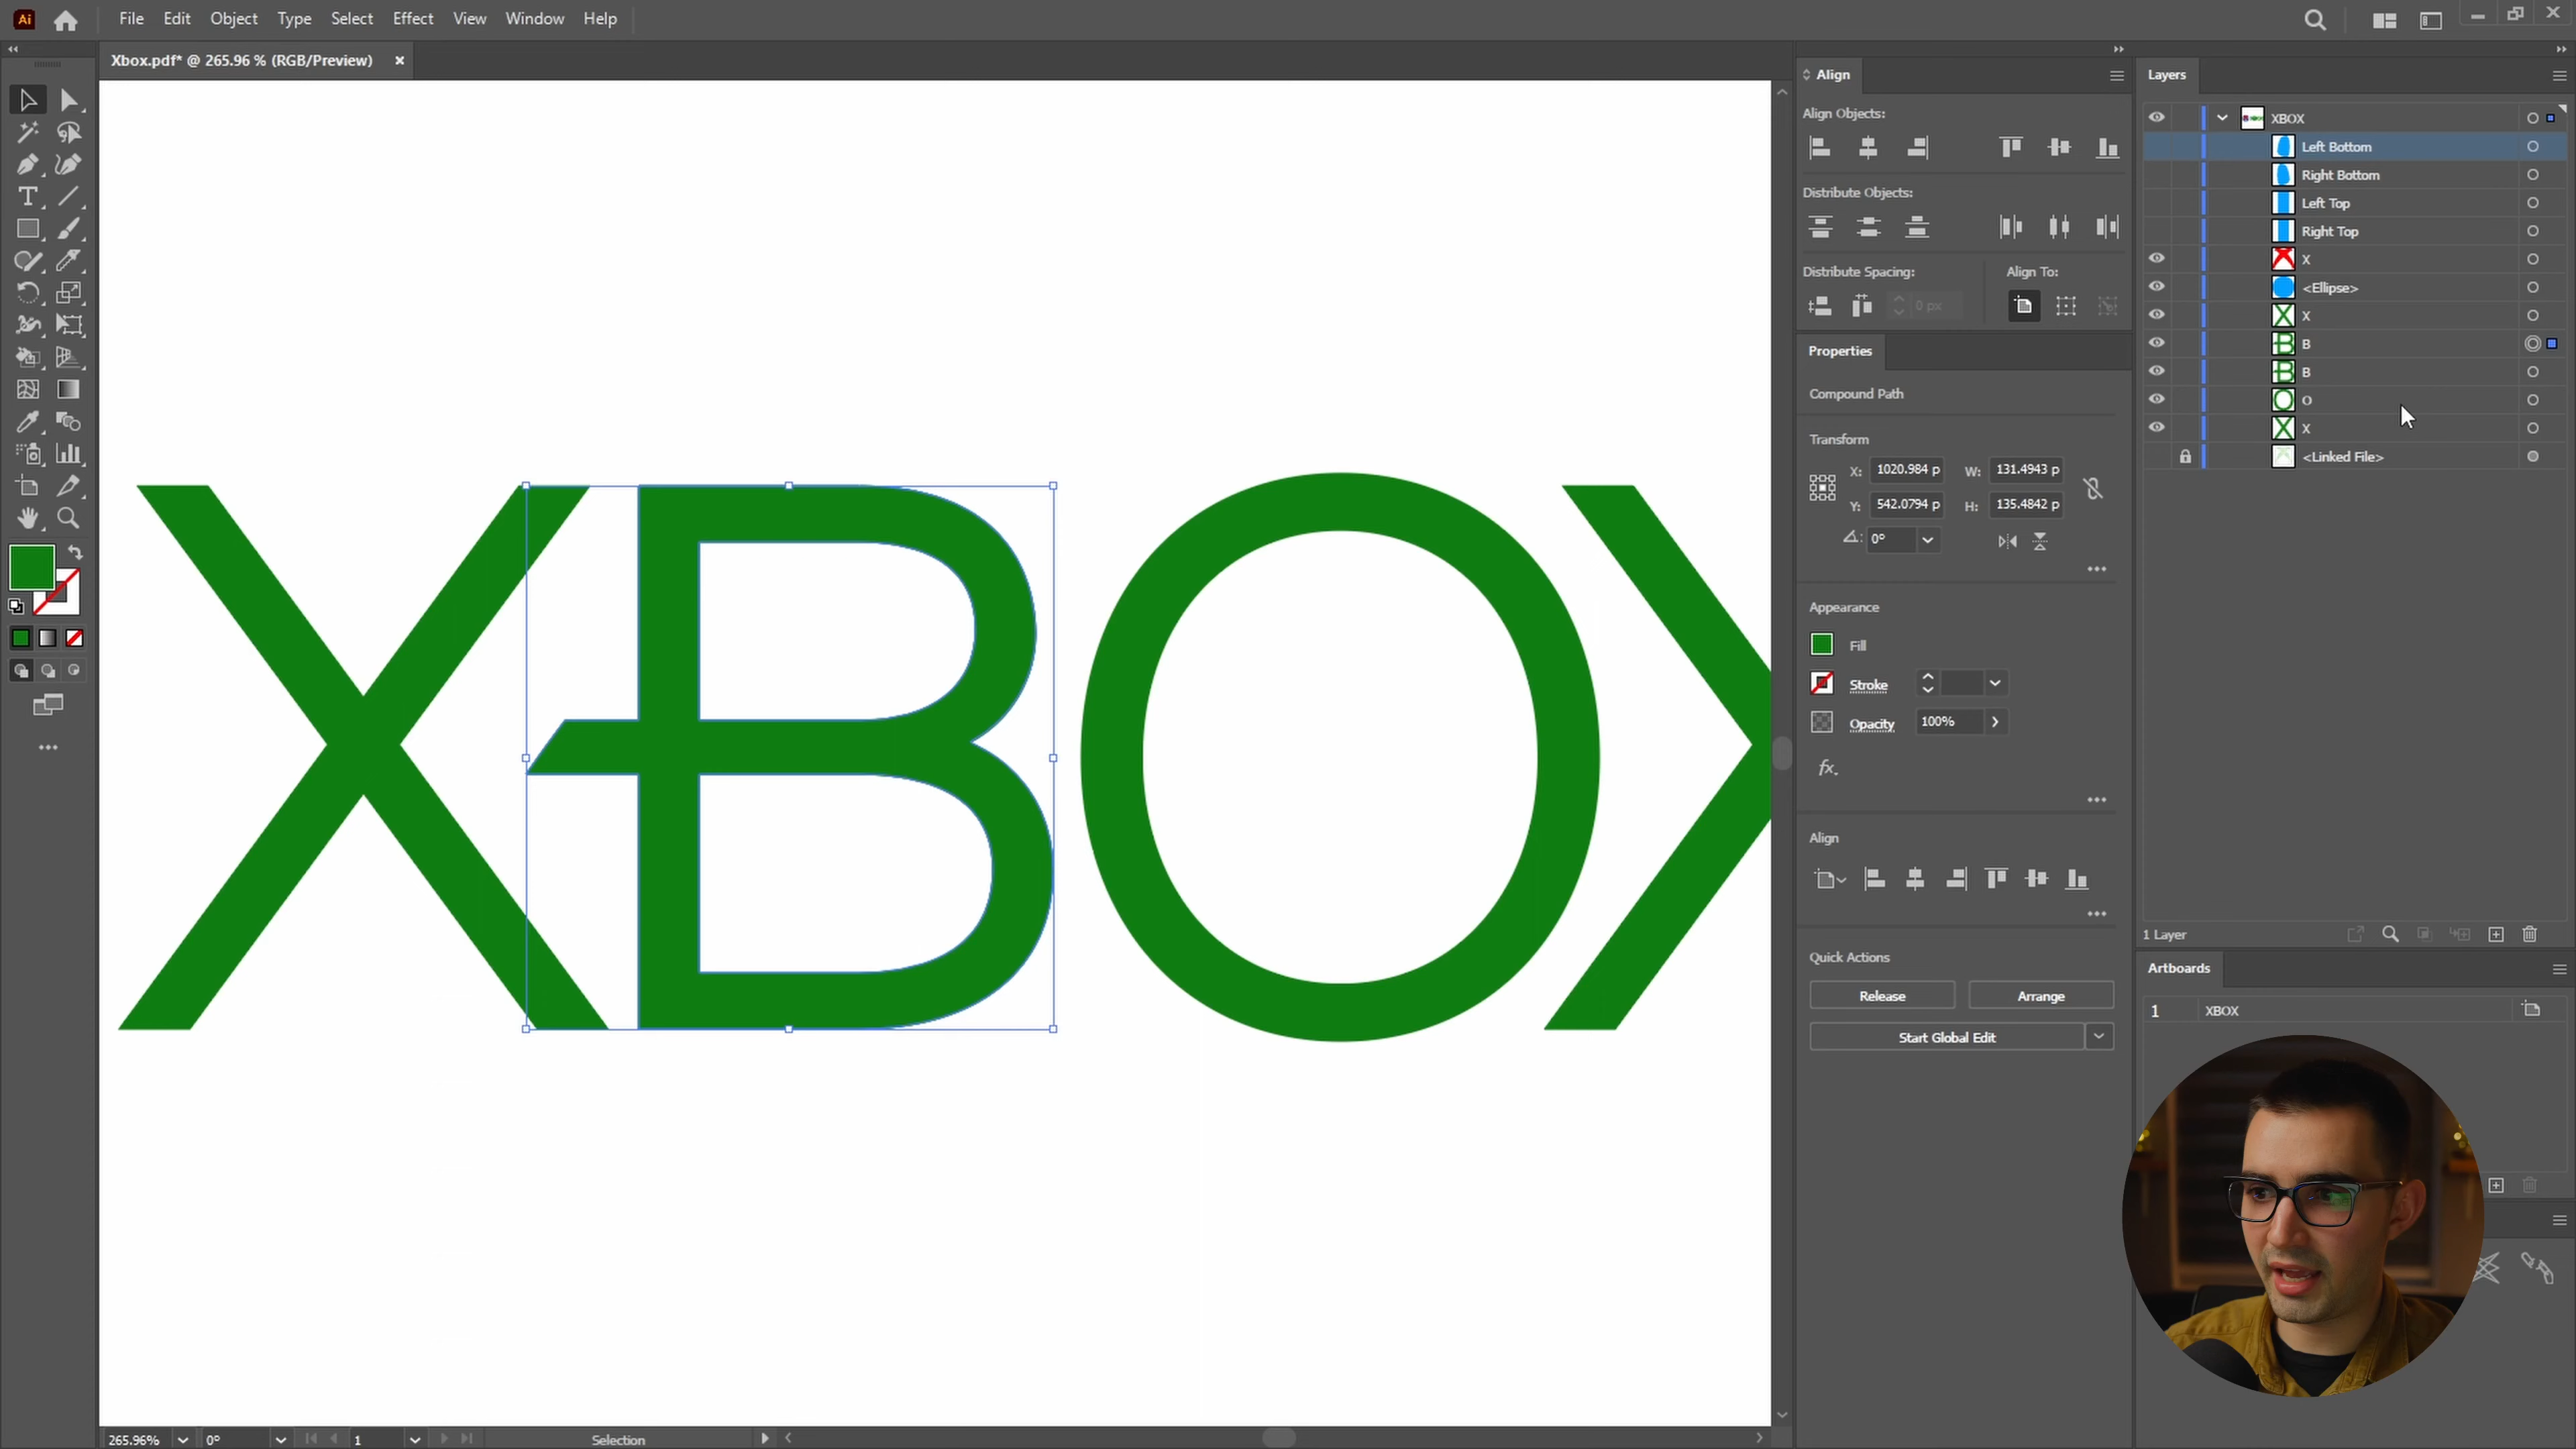 Ai File Edit Object Type Select Effect View Window Help
Xbox.pdf* @ 265.96 % (RGB/Preview) ×
XBOX
265.96% 0° 1 Selection
Align
Align Objects:
Distribute Objects:
Distribute Spacing: Align To:
0 px
Properties
Compound Path
Transform
X: 1020.984 p W: 131.4943 p
Y: 542.0794 p H: 135.4842 p
0°
Appearance
Fill
Stroke
Opacity 100%
fx.
Align
Quick Actions
Release Arrange
Start Global Edit
Layers
XBOX
Left Bottom
Right Bottom
Left Top
Right Top
X
<Ellipse>
X
B
B
O
X
<Linked File>
1 Layer
Artboards
1 XBOX